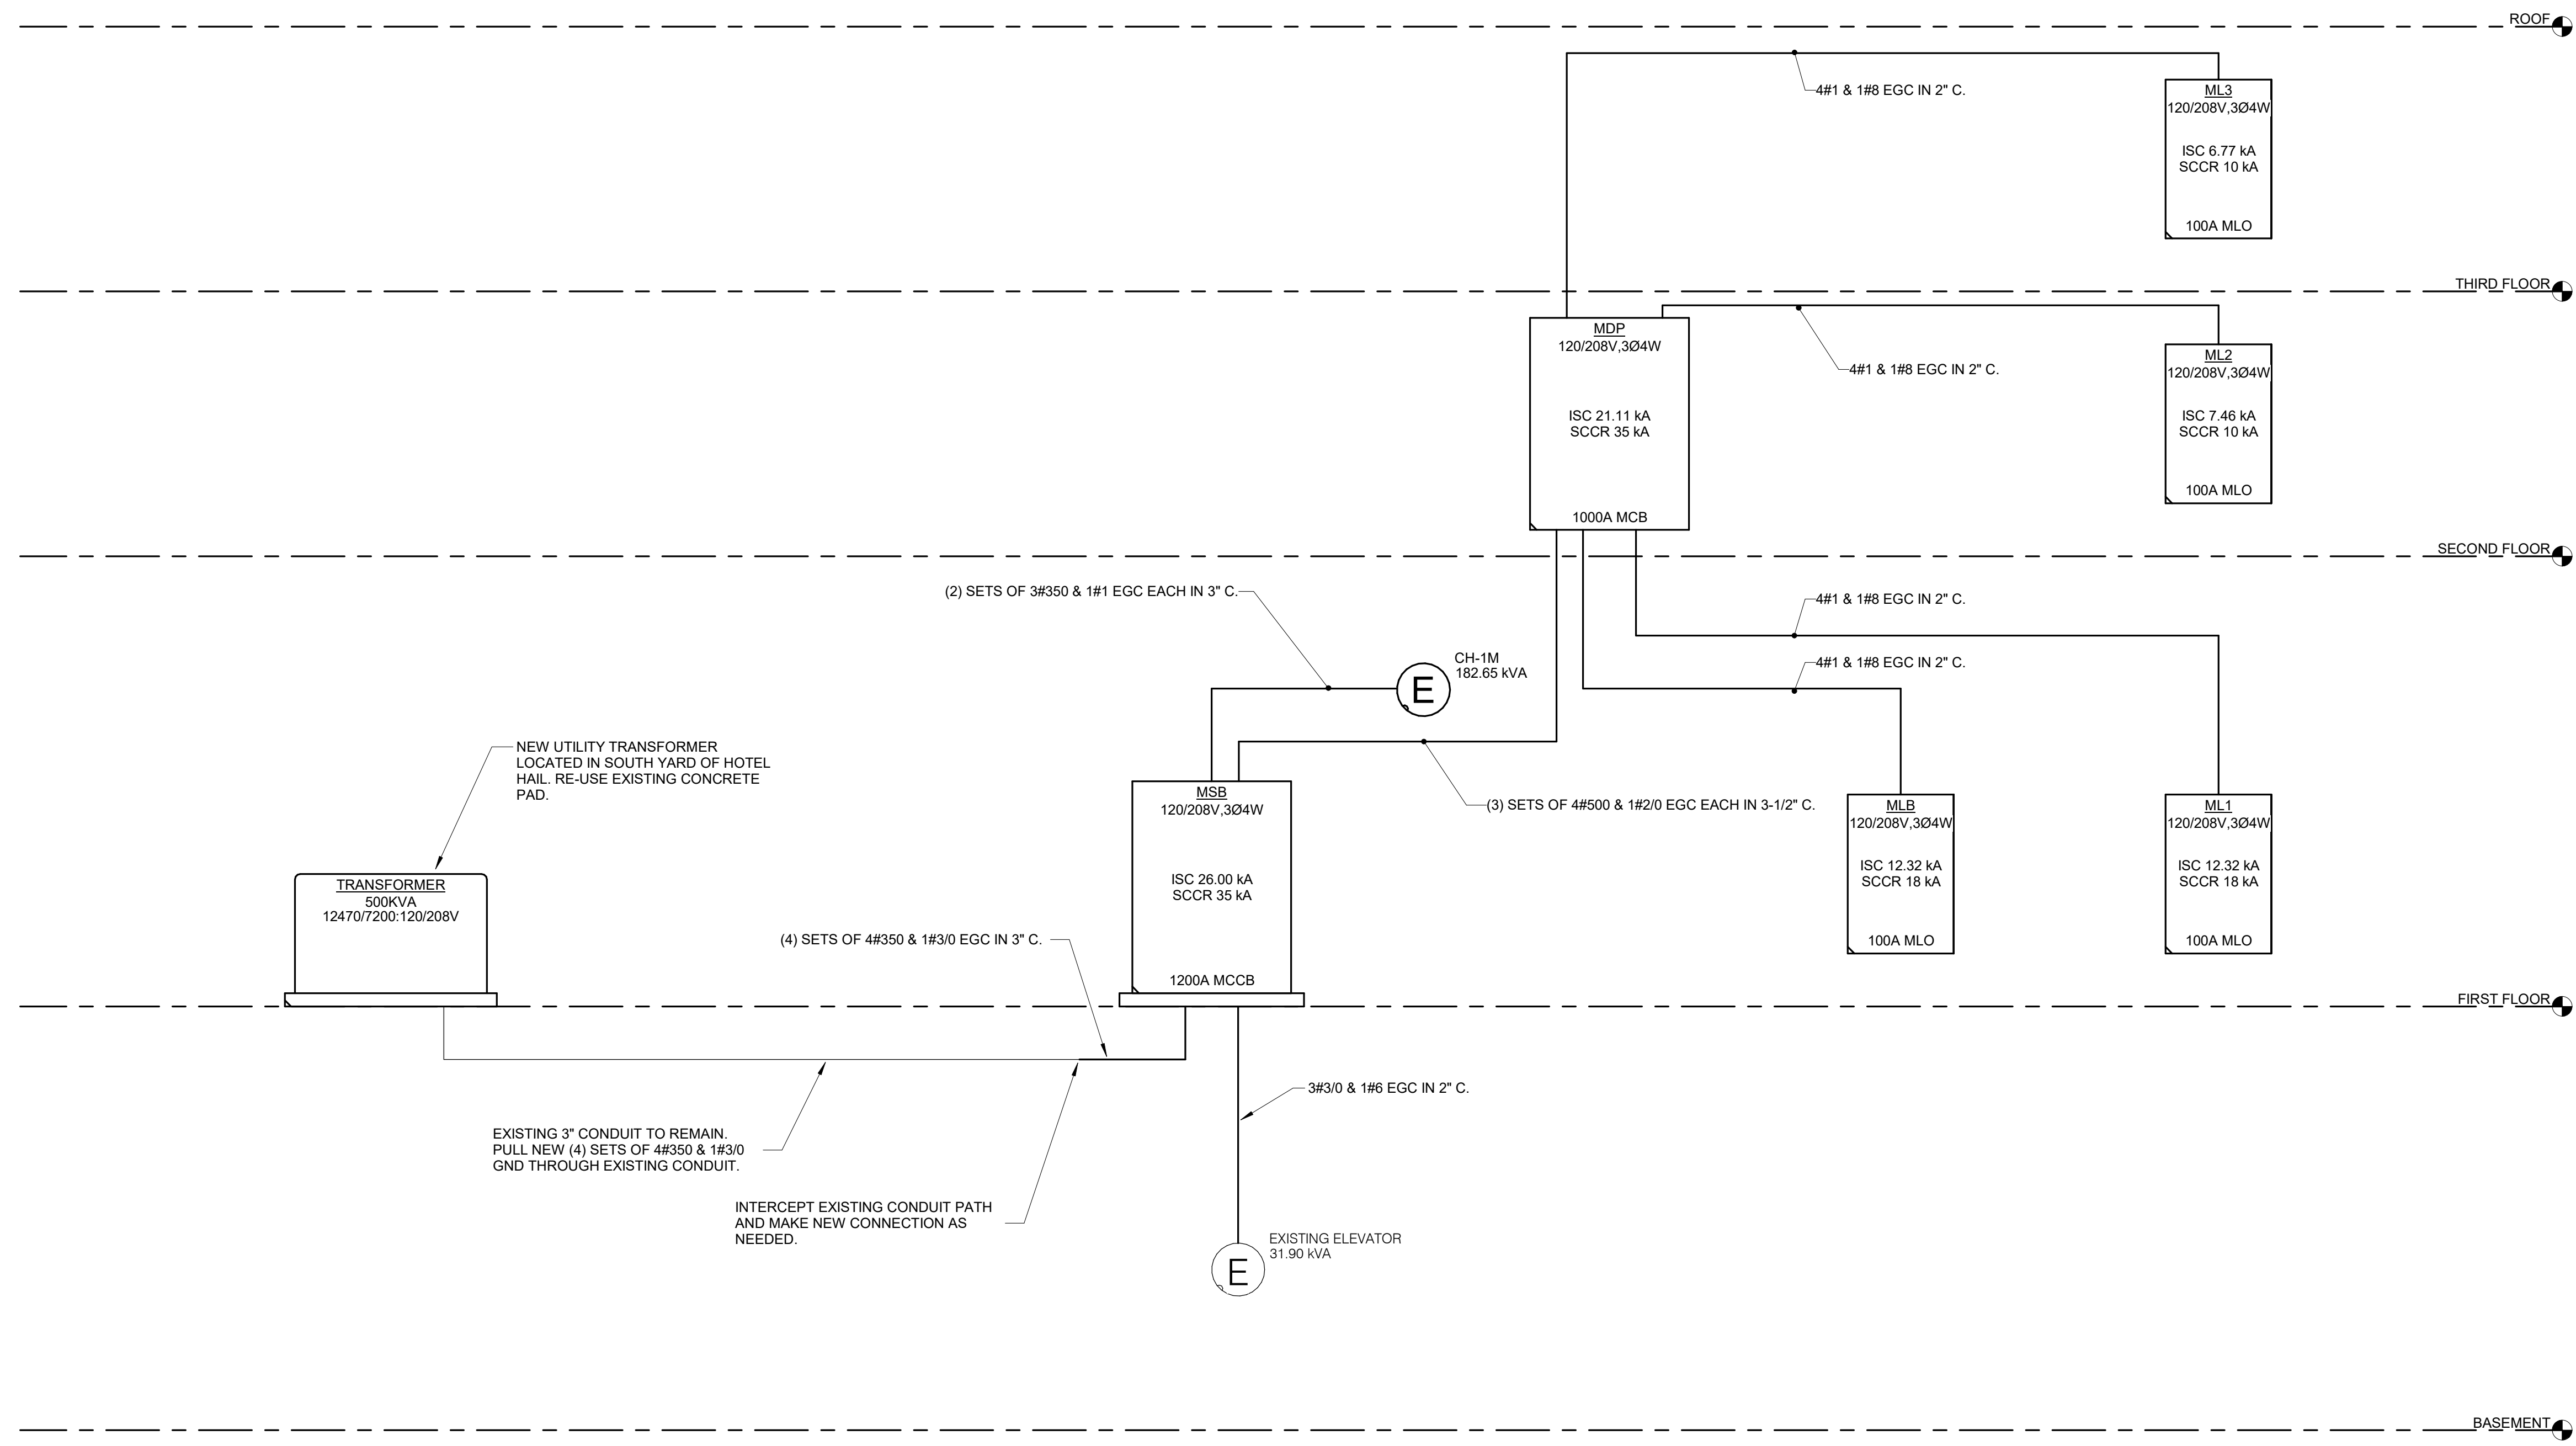 ROOF
4#1 & 1#8 EGC IN 2" C.
ML3
120/208V,3Ø4W
ISC 6.77 kA
SCCR 10 kA
100A MLO
THIRD FLOOR
MDP
120/208V,3Ø4W
ISC 21.11 kA
SCCR 35 kA
1000A MCB
4#1 & 1#8 EGC IN 2" C.
ML2
120/208V,3Ø4W
ISC 7.46 kA
SCCR 10 kA
100A MLO
SECOND FLOOR
(2) SETS OF 3#350 & 1#1 EGC EACH IN 3" C.
4#1 & 1#8 EGC IN 2" C.
CH-1M
182.65 kVA
E
4#1 & 1#8 EGC IN 2" C.
NEW UTILITY TRANSFORMER
LOCATED IN SOUTH YARD OF HOTEL
HAIL. RE-USE EXISTING CONCRETE
PAD.
MSB
120/208V,3Ø4W
ISC 26.00 kA
SCCR 35 kA
1200A MCCB
(3) SETS OF 4#500 & 1#2/0 EGC EACH IN 3-1/2" C.
MLB
120/208V,3Ø4W
ISC 12.32 kA
SCCR 18 kA
100A MLO
ML1
120/208V,3Ø4W
ISC 12.32 kA
SCCR 18 kA
100A MLO
TRANSFORMER
500KVA
12470/7200:120/208V
(4) SETS OF 4#350 & 1#3/0 EGC IN 3" C.
FIRST FLOOR
3#3/0 & 1#6 EGC IN 2" C.
EXISTING 3" CONDUIT TO REMAIN.
PULL NEW (4) SETS OF 4#350 & 1#3/0
GND THROUGH EXISTING CONDUIT.
INTERCEPT EXISTING CONDUIT PATH
AND MAKE NEW CONNECTION AS
NEEDED.
EXISTING ELEVATOR
31.90 kVA
E
BASEMENT